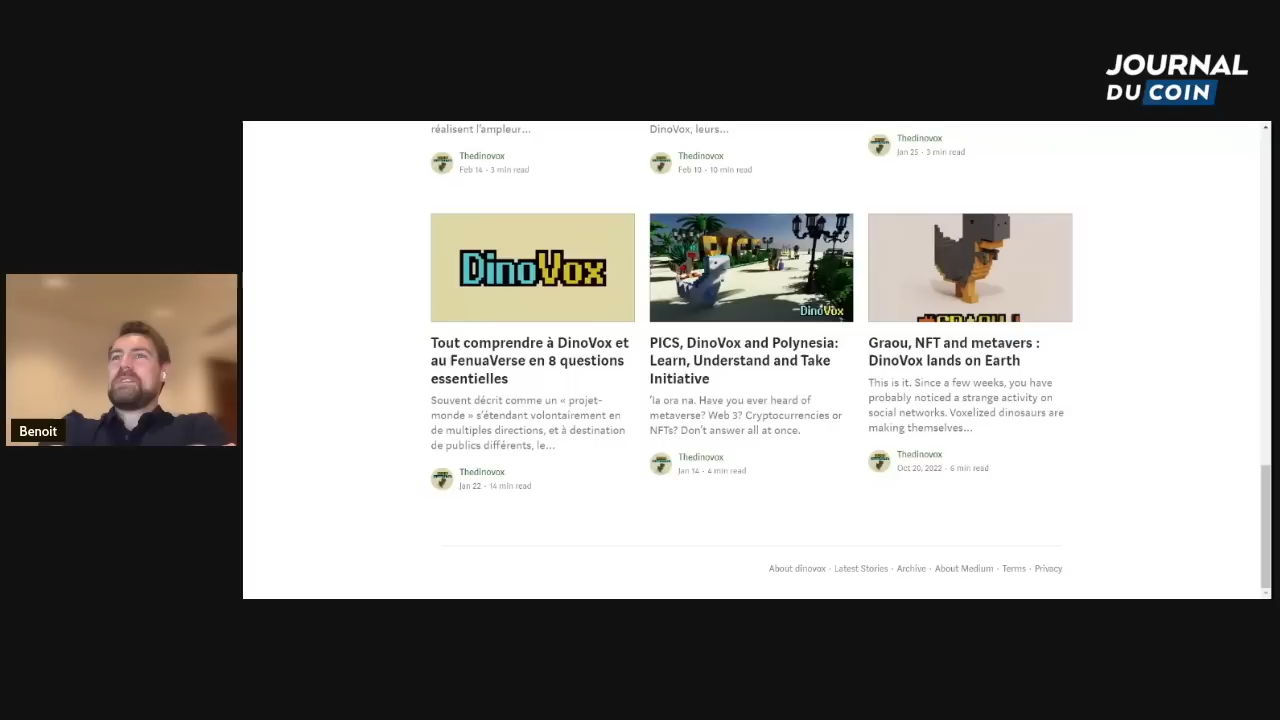 JOURNAL
DU COIN
réalisent l'ampleur...
Thedinovox
Feb 14 · 3 min read
DinoVox, leurs...
Thedinovox
Feb 10 · 10 min read
Thedinovox
Jan 25 · 3 min read
DinoVox
Tout comprendre à DinoVox et
au FenuaVerse en 8 questions
essentielles
Souvent décrit comme un « projet-
monde » s'étendant volontairement en
de multiples directions, et à destination
de publics différents, le...
Thedinovox
Jan 22 · 14 min read
PICS
DinoVox
PICS, DinoVox and Polynesia:
Learn, Understand and Take
Initiative
'Ia ora na. Have you ever heard of
metaverse? Web 3? Cryptocurrencies or
NFTs? Don't answer all at once.
Thedinovox
Jan 14 · 4 min read
#GRAOU !
Graou, NFT and metavers :
DinoVox lands on Earth
This is it. Since a few weeks, you have
probably noticed a strange activity on
social networks. Voxelized dinosaurs are
making themselves...
Thedinovox
Oct 20, 2022 · 6 min read
Benoit
About dinovox · Latest Stories · Archive · About Medium · Terms · Privacy